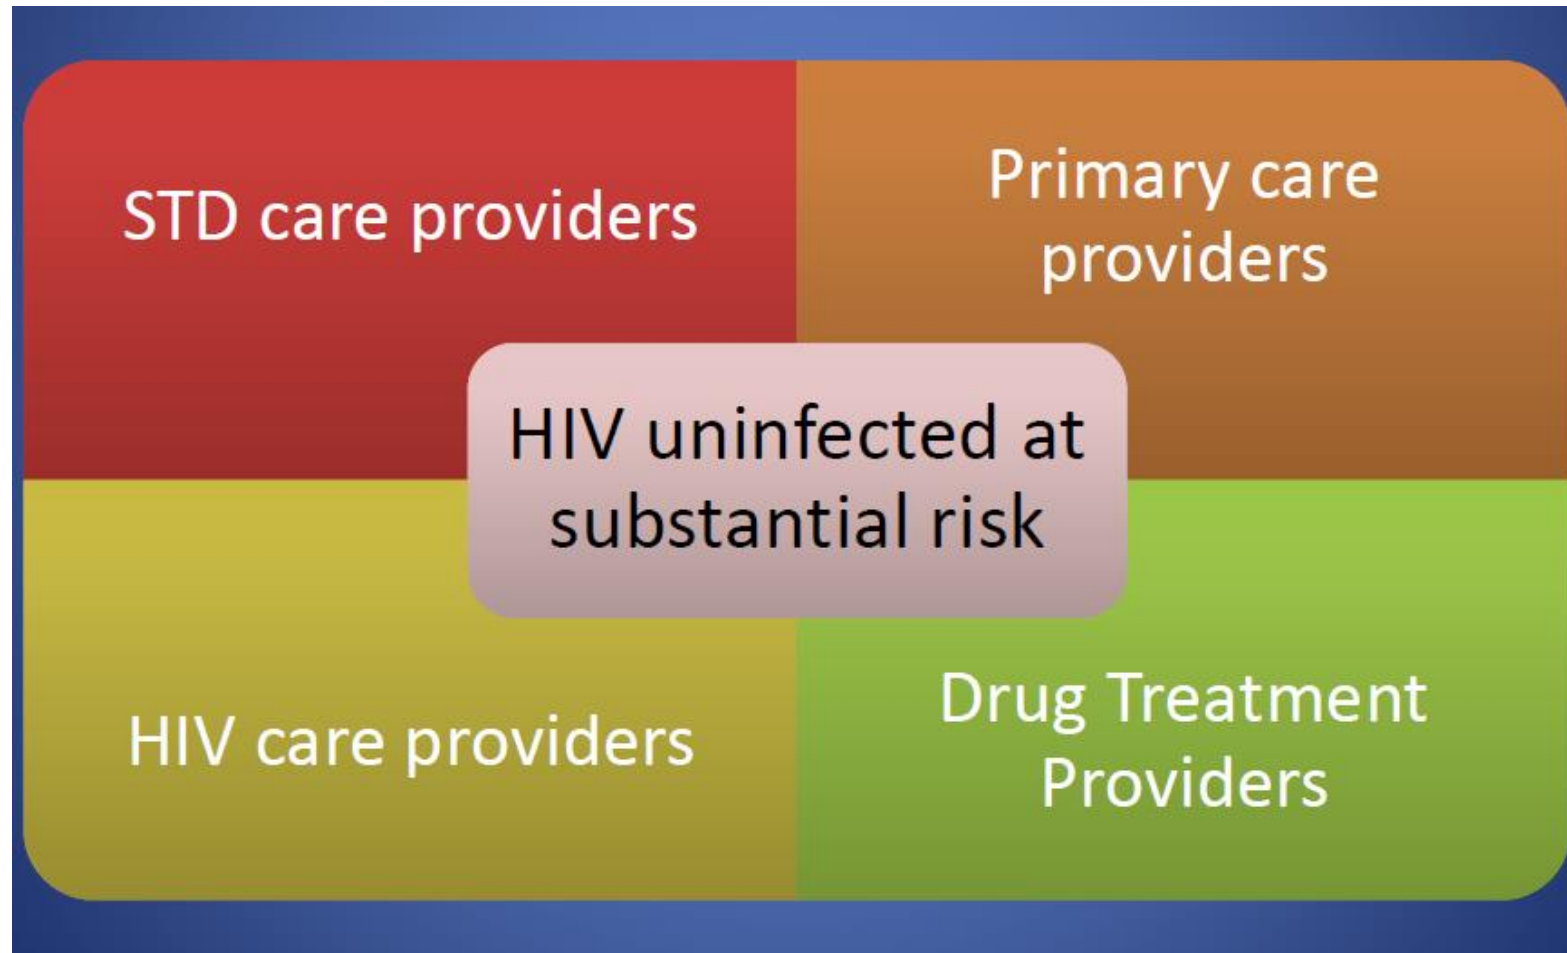 STD care providers
Primary care
providers
HIV uninfected at
substantial risk
HIV care providers
Drug Treatment
Providers